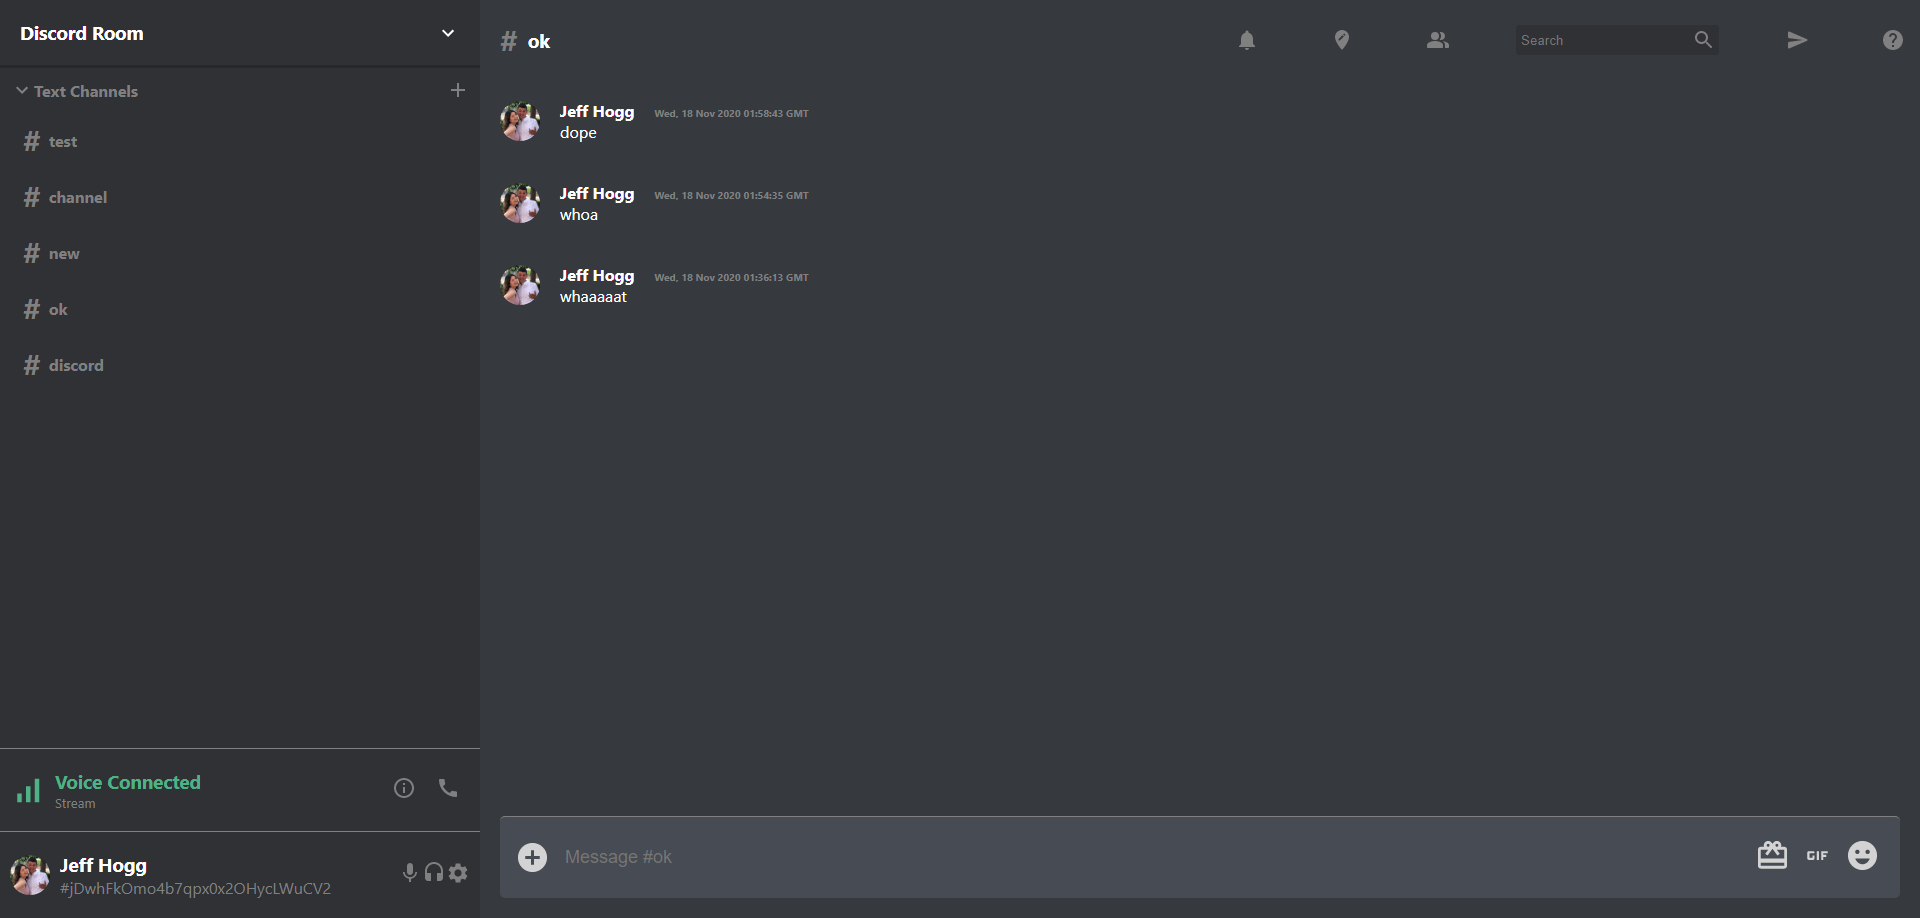 Discord Room
Text Channels
# test
# channel
# new
# ok
# discord
Voice Connected
Stream
Jeff Hogg
#jDwhFkOmo4b7qpx0x2OHycLWuCV2
# ok
Search
Jeff Hogg Wed, 18 Nov 2020 01:58:43 GMT
dope
Jeff Hogg Wed, 18 Nov 2020 01:54:35 GMT
whoa
Jeff Hogg Wed, 18 Nov 2020 01:36:13 GMT
whaaaaat
Message #ok
GIF